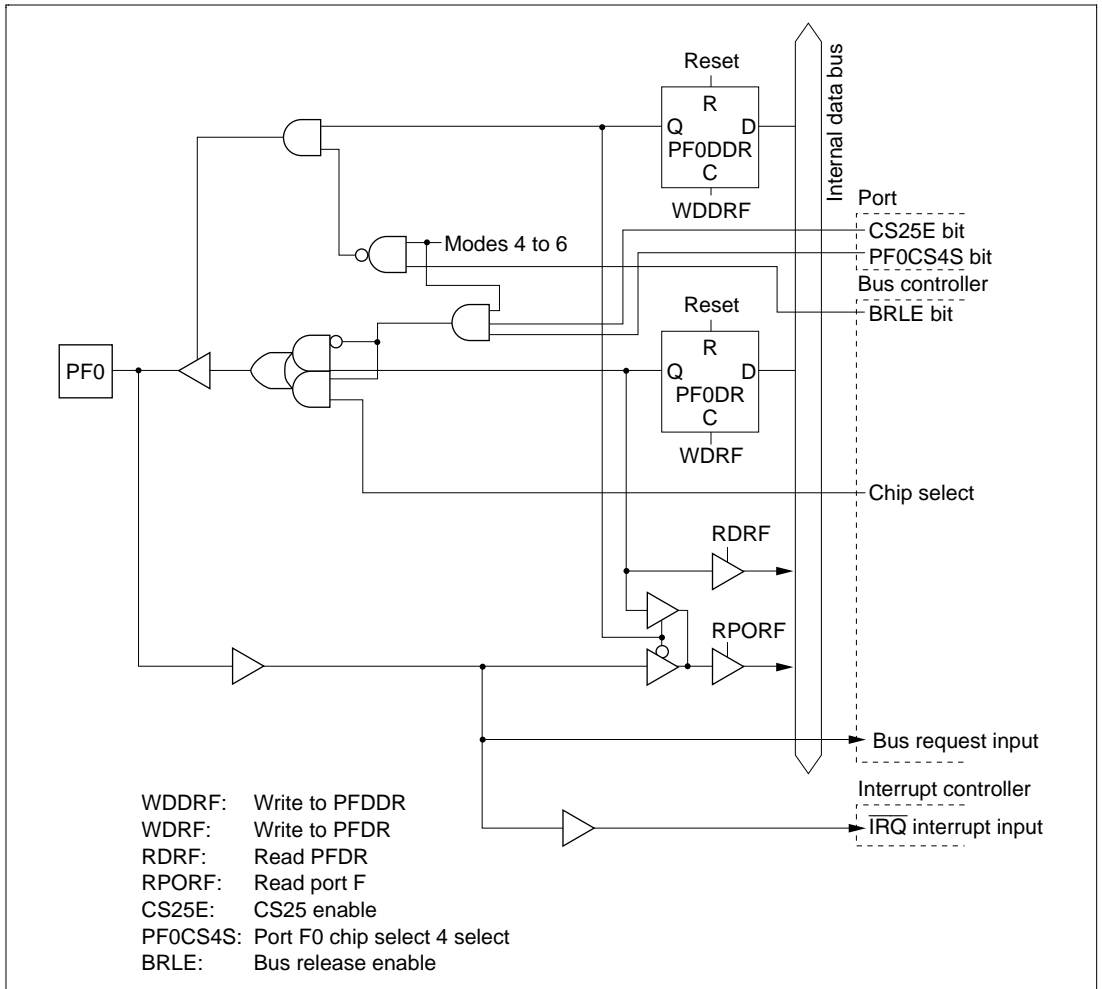 Reset
R
Q D
PF0DDR
C
WDDRF
Internal data bus
Port
CS25E bit
PF0CS4S bit
Modes 4 to 6
Bus controller
BRLE bit
Reset
R
Q D
PF0DR
C
WDRF
PF0
Chip select
RDRF
RPORF
Bus request input
Interrupt controller
I̅R̅Q̅ interrupt input
WDDRF: Write to PFDDR
WDRF: Write to PFDR
RDRF: Read PFDR
RPORF: Read port F
CS25E: CS25 enable
PF0CS4S: Port F0 chip select 4 select
BRLE: Bus release enable